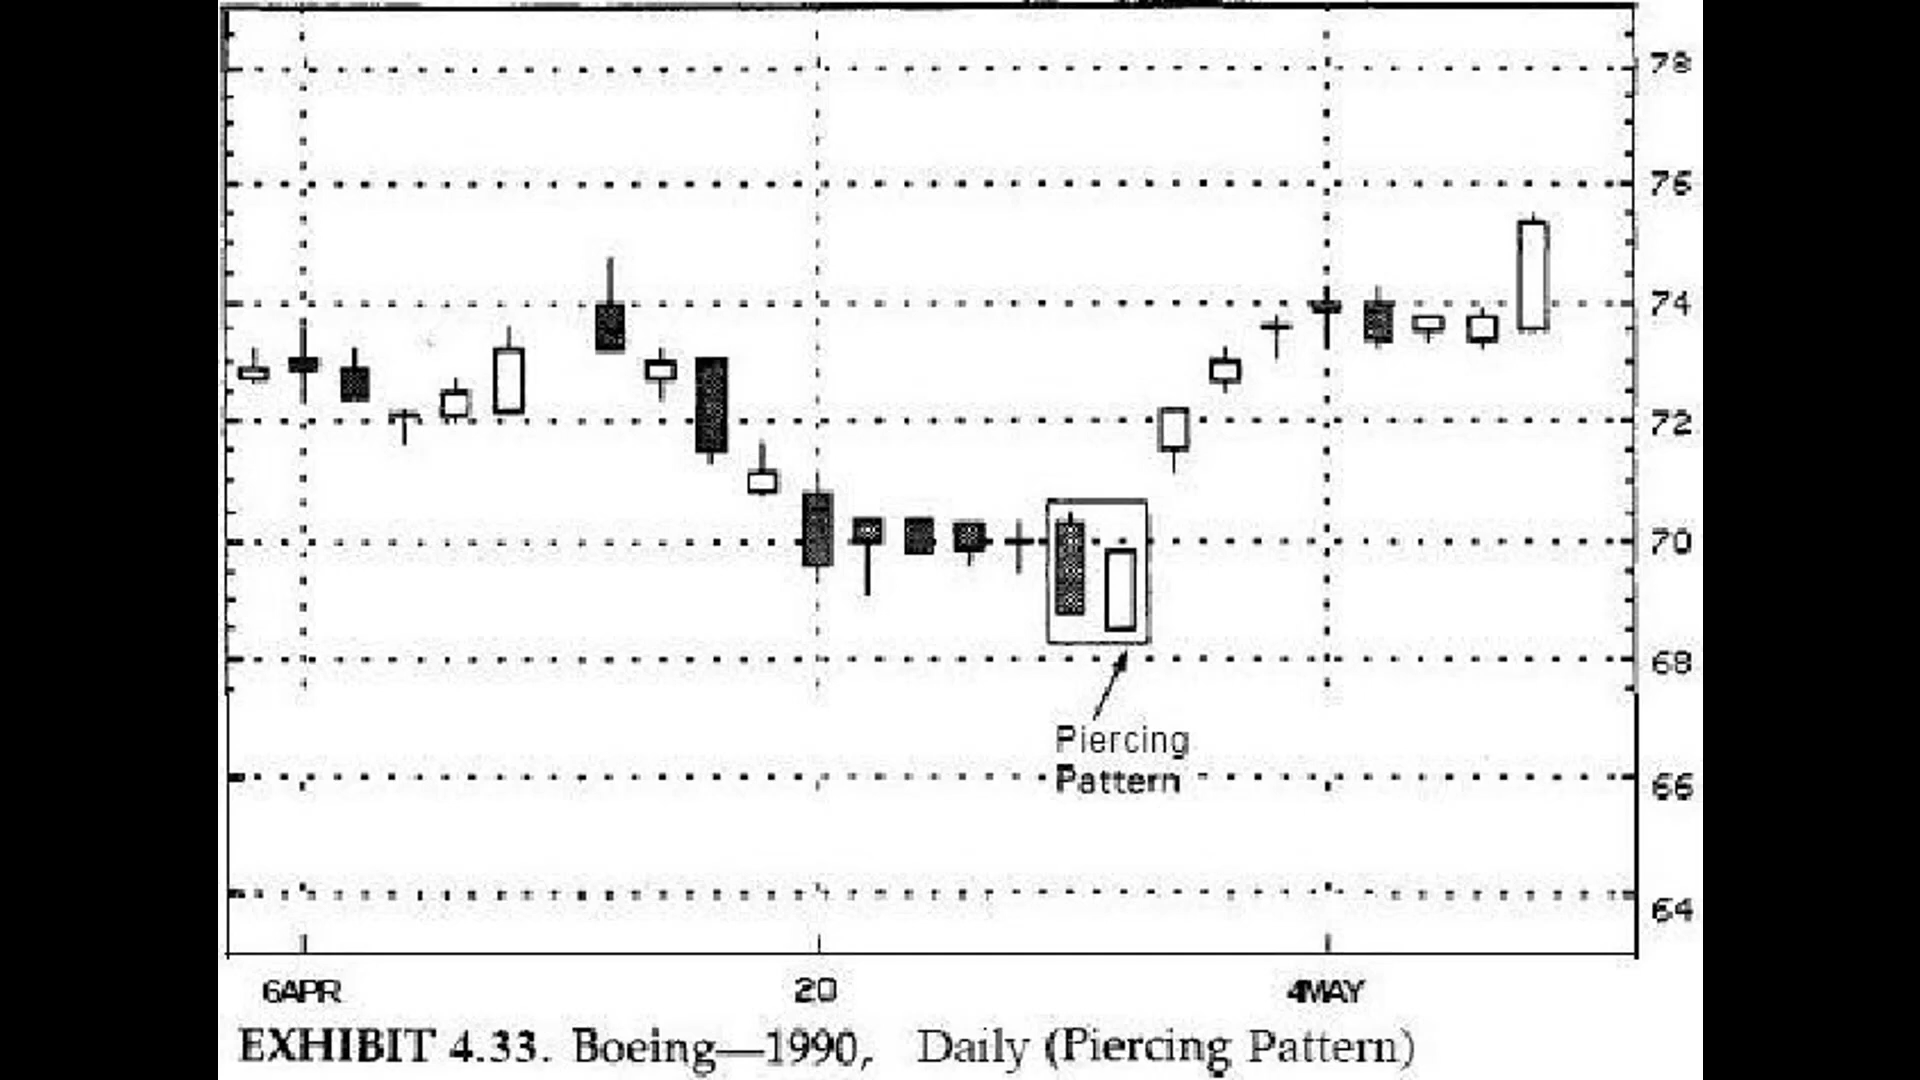 78
76
74
72
70
68
Piercing
Pattern
66
64
6APR 20 4MAY
EXHIBIT 4.33. Boeing—1990, Daily (Piercing Pattern)